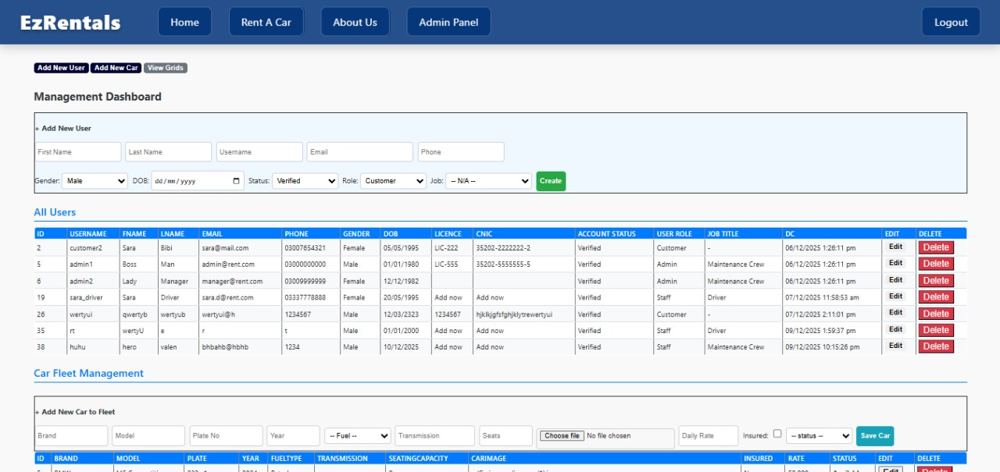 EzRentals Home Rent A Car About Us Admin Panel Logout
Add New User Add New Car View Grids
Management Dashboard
+ Add New User
First Name Last Name Username Email Phone
Gender: Male DOB: dd/mm/yyyy Status: Verified Role: Customer Job: -- N/A -- Create
All Users
ID USERNAME FNAME LNAME EMAIL PHONE GENDER DOB LICENCE CNIC ACCOUNT STATUS USER ROLE JOB TITLE DC EDIT DELETE
2 customer2 Sara Bibi sara@mail.com 03007654321 Female 05/05/1995 LIC-222 35202-2222222-2 Verified Customer - 06/12/2025 1:26:11 pm Edit Delete
5 admin1 Boss Man admin@rent.com 03000000000 Male 01/01/1980 LIC-555 35202-5555555-5 Verified Admin Maintenance Crew 06/12/2025 1:26:11 pm Edit Delete
6 admin2 Lady Manager manager@rent.com 03009999999 Female 12/12/1982 Verified Admin Maintenance Crew 06/12/2025 1:26:11 pm Edit Delete
19 sara_driver Sara Driver sara.d@rent.com 03337778888 Female 20/05/1995 Add now Add now Verified Staff Driver 07/12/2025 11:58:53 am Edit Delete
26 wertyui qwertyb wertyub wertyui@h 1234567 Male 12/03/2323 1234567 hjklkjgfsfghjklytrewertyui Verified Customer - 07/12/2025 2:11:01 pm Edit Delete
35 rt wertyU e r t Male 01/01/2000 Add now Add now Verified Staff Driver 09/12/2025 1:59:37 pm Edit Delete
38 huhu hero valen bhbahb@hbhb 1234 Male 10/12/2025 Add now Add now Verified Staff Maintenance Crew 09/12/2025 10:15:26 pm Edit Delete
Car Fleet Management
+ Add New Car to Fleet
Brand Model Plate No Year -- Fuel -- Transmission Seats Choose file No file chosen Daily Rate Insured: -- status -- Save Car
ID BRAND MODEL PLATE YEAR FUELTYPE TRANSMISSION SEATINGCAPACITY CARIMAGE INSURED RATE STATUS EDIT DELETE
Edit Delete